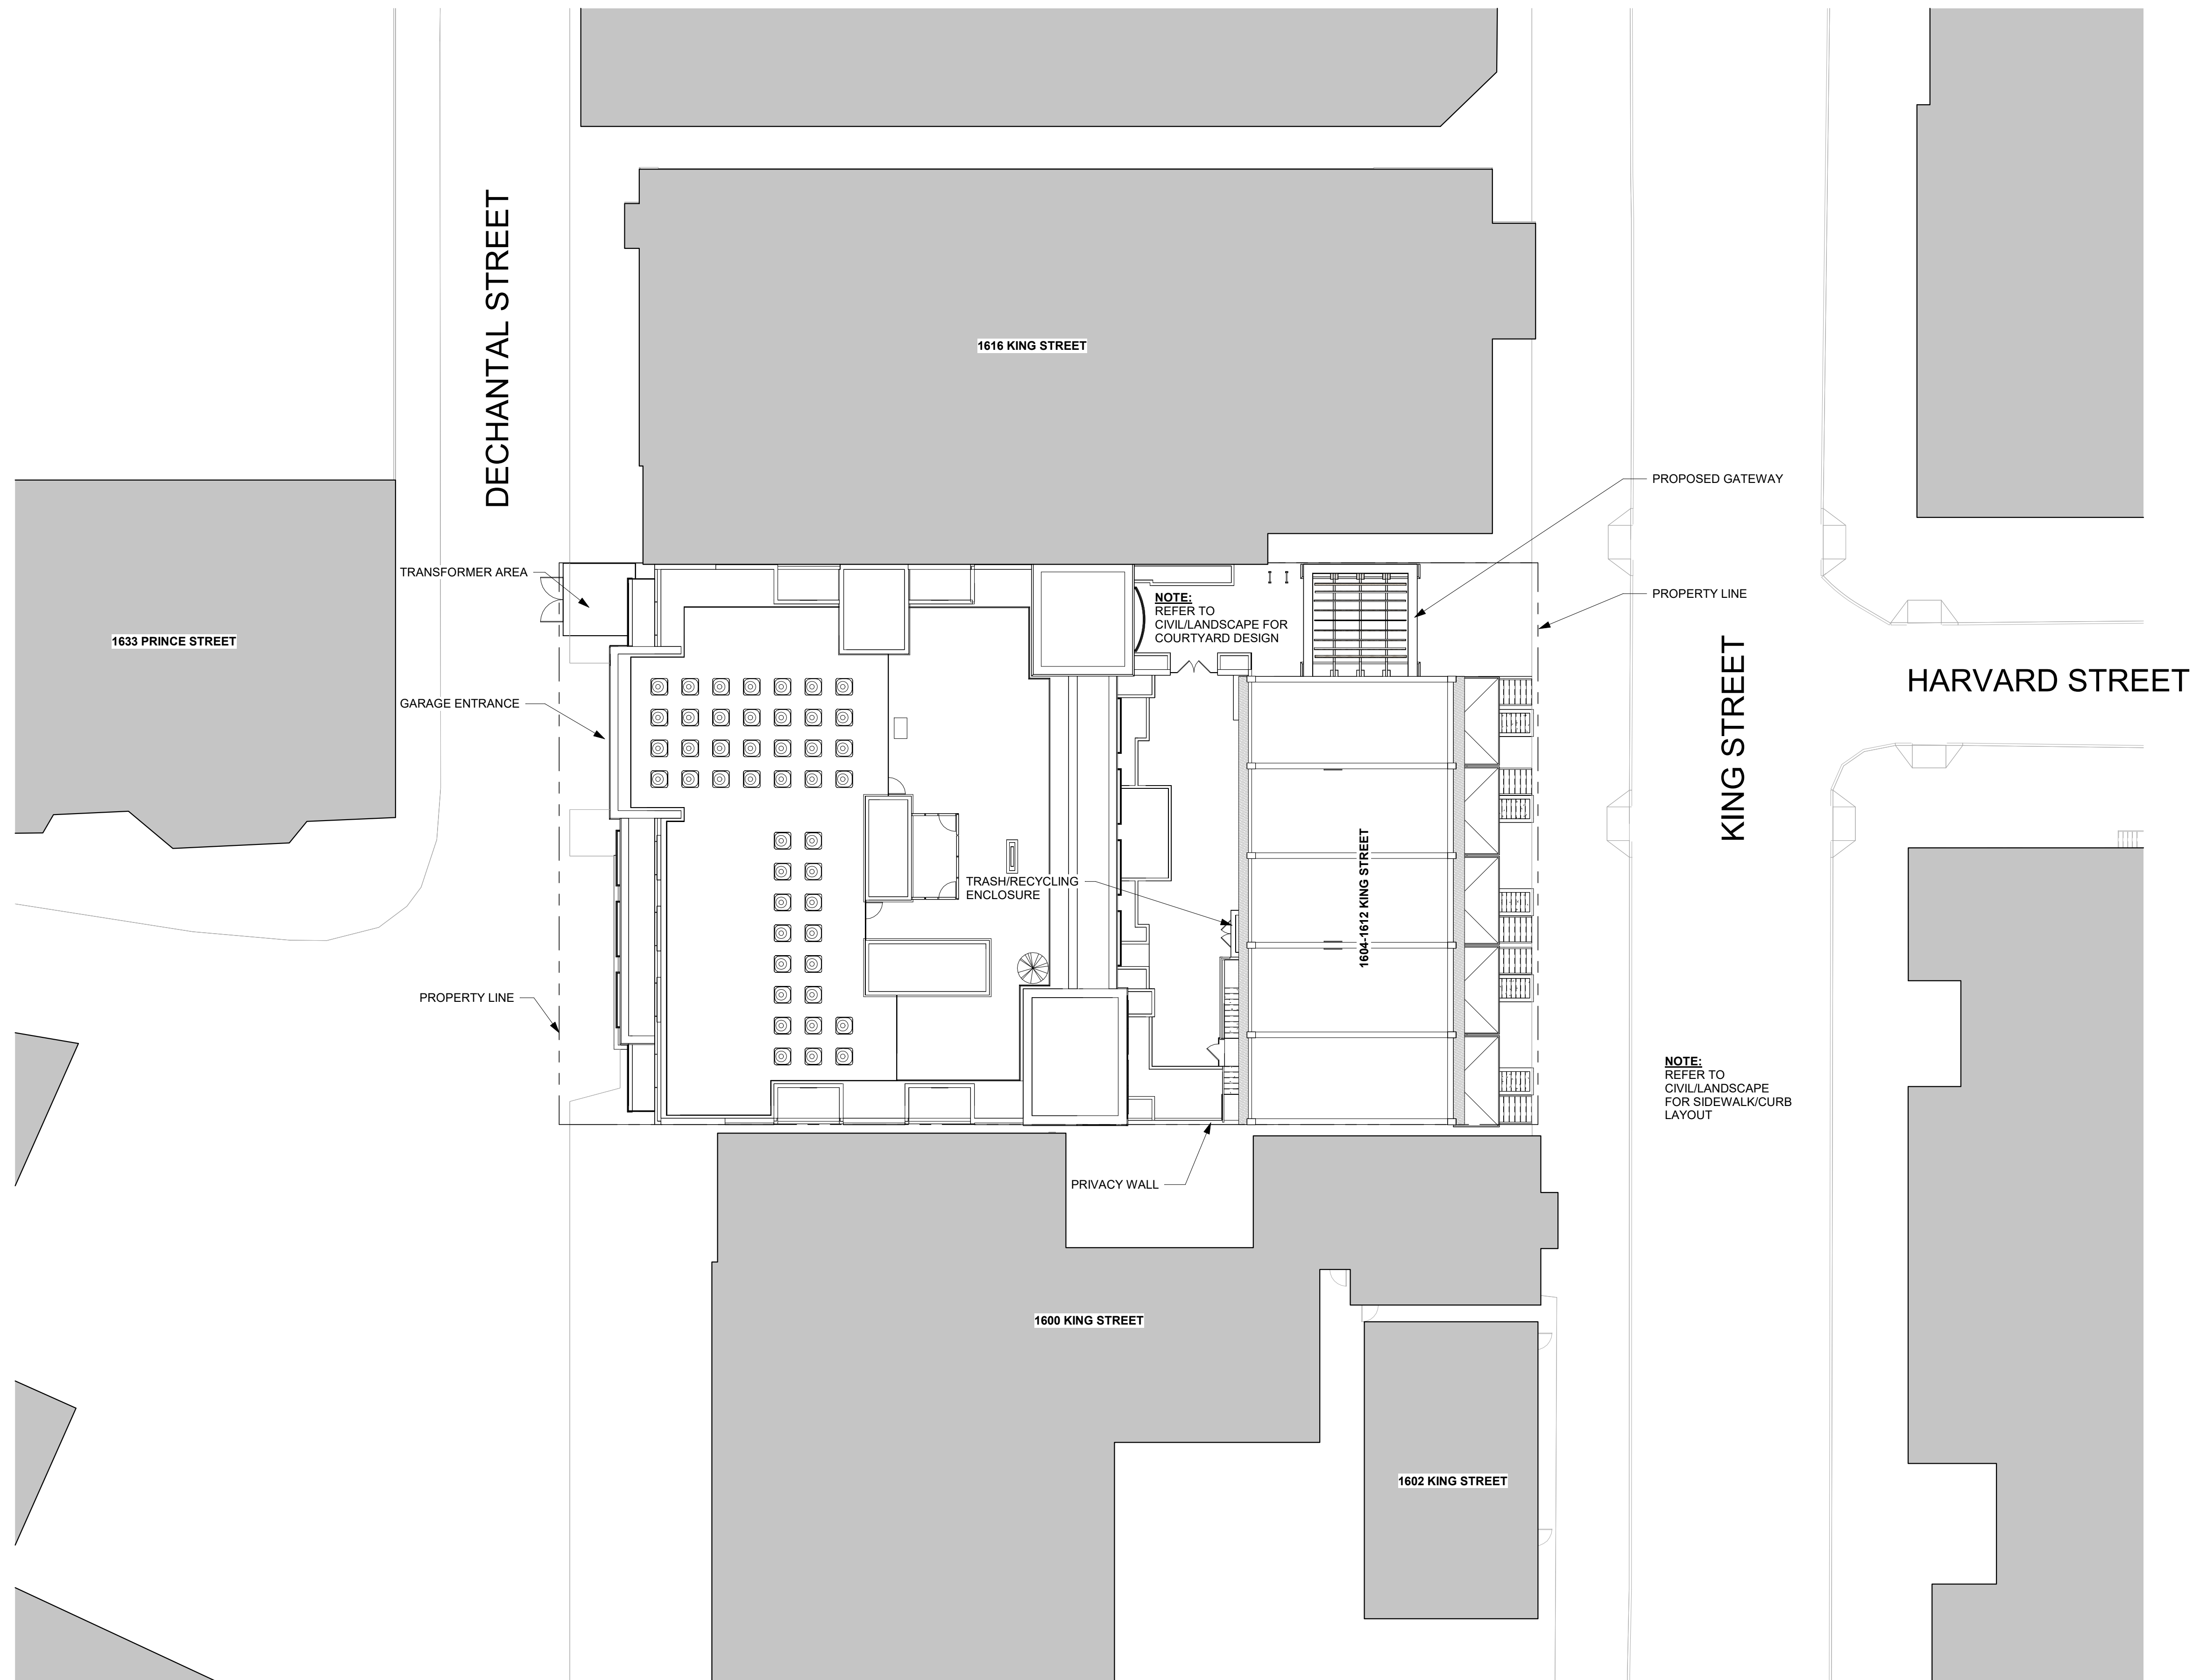 DECHANTAL STREET
1616 KING STREET
PROPOSED GATEWAY
TRANSFORMER AREA
PROPERTY LINE
NOTE:
REFER TO
CIVIL/LANDSCAPE FOR
COURTYARD DESIGN
1633 PRINCE STREET
HARVARD STREET
GARAGE ENTRANCE
KING STREET
TRASH/RECYCLING
ENCLOSURE
1604-1612 KING STREET
PROPERTY LINE
NOTE:
REFER TO
CIVIL/LANDSCAPE
FOR SIDEWALK/CURB
LAYOUT
PRIVACY WALL
1600 KING STREET
1602 KING STREET